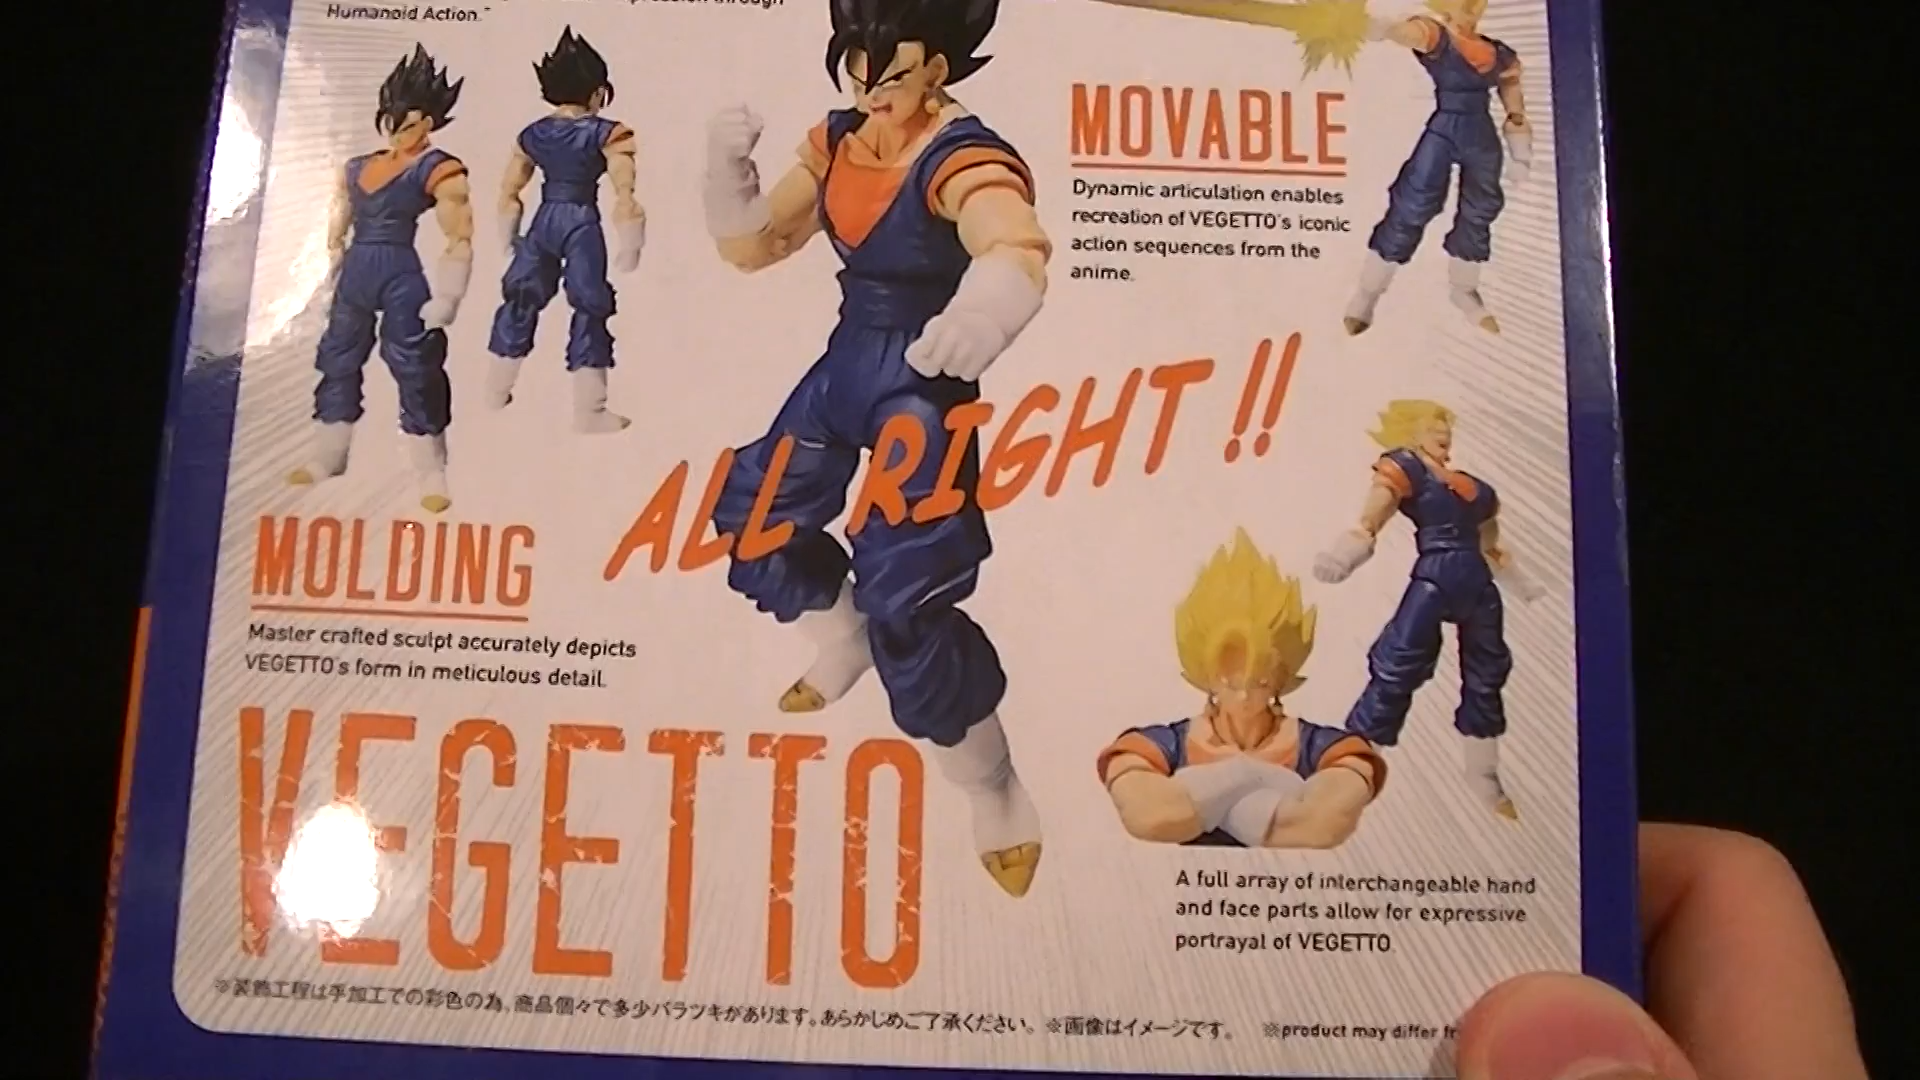 through
Humanoid Action."
MOVABLE
Dynamic articulation enables
recreation of VEGETTO's iconic
action sequences from the
anime.
ALL RIGHT!!
MOLDING
Master crafted sculpt accurately depicts
VEGETTO's form in meticulous detail.
VEGETTO
A full array of interchangeable hand
and face parts allow for expressive
portrayal of VEGETTO.
※装飾工程は手加工での彩色の為、商品個々で多少バラツキがあります。あらかじめご了承ください。 ※画像はイメージです。 ※product may differ fr